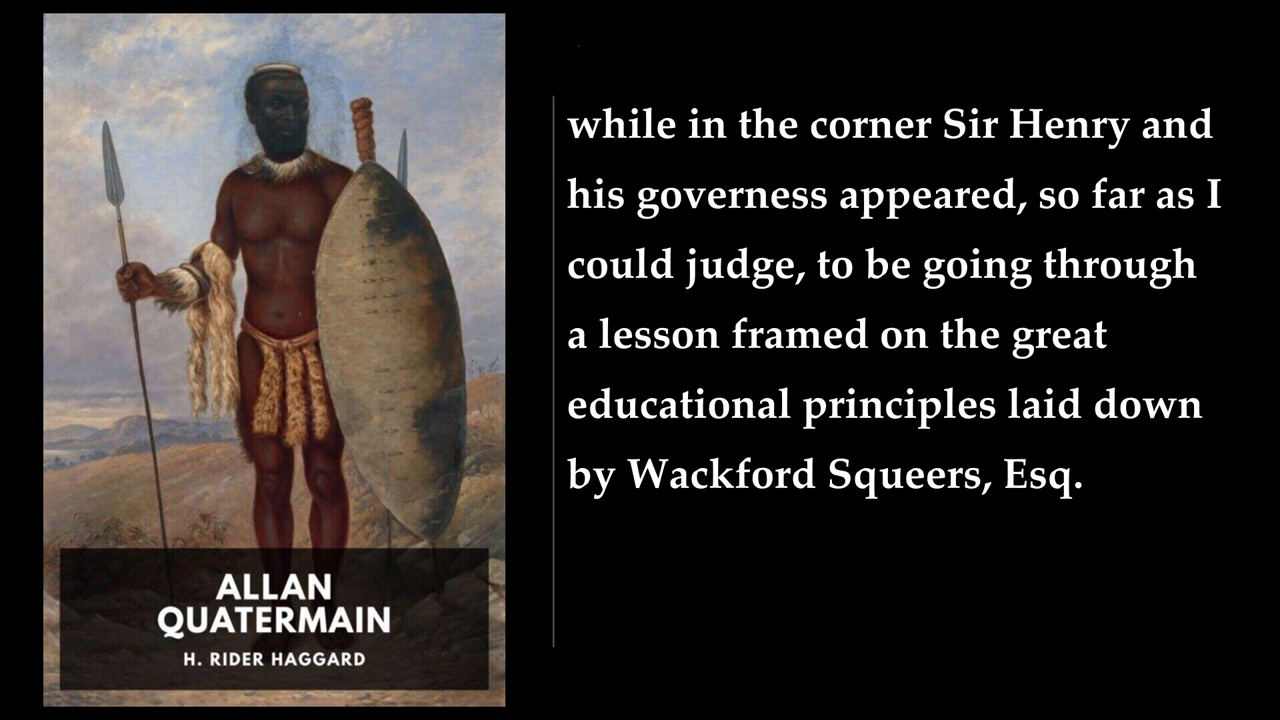 while in the corner Sir Henry and
his governess appeared, so far as I
could judge, to be going through
a lesson framed on the great
educational principles laid down
by Wackford Squeers, Esq.
ALLAN
QUATERMAIN
H. RIDER HAGGARD